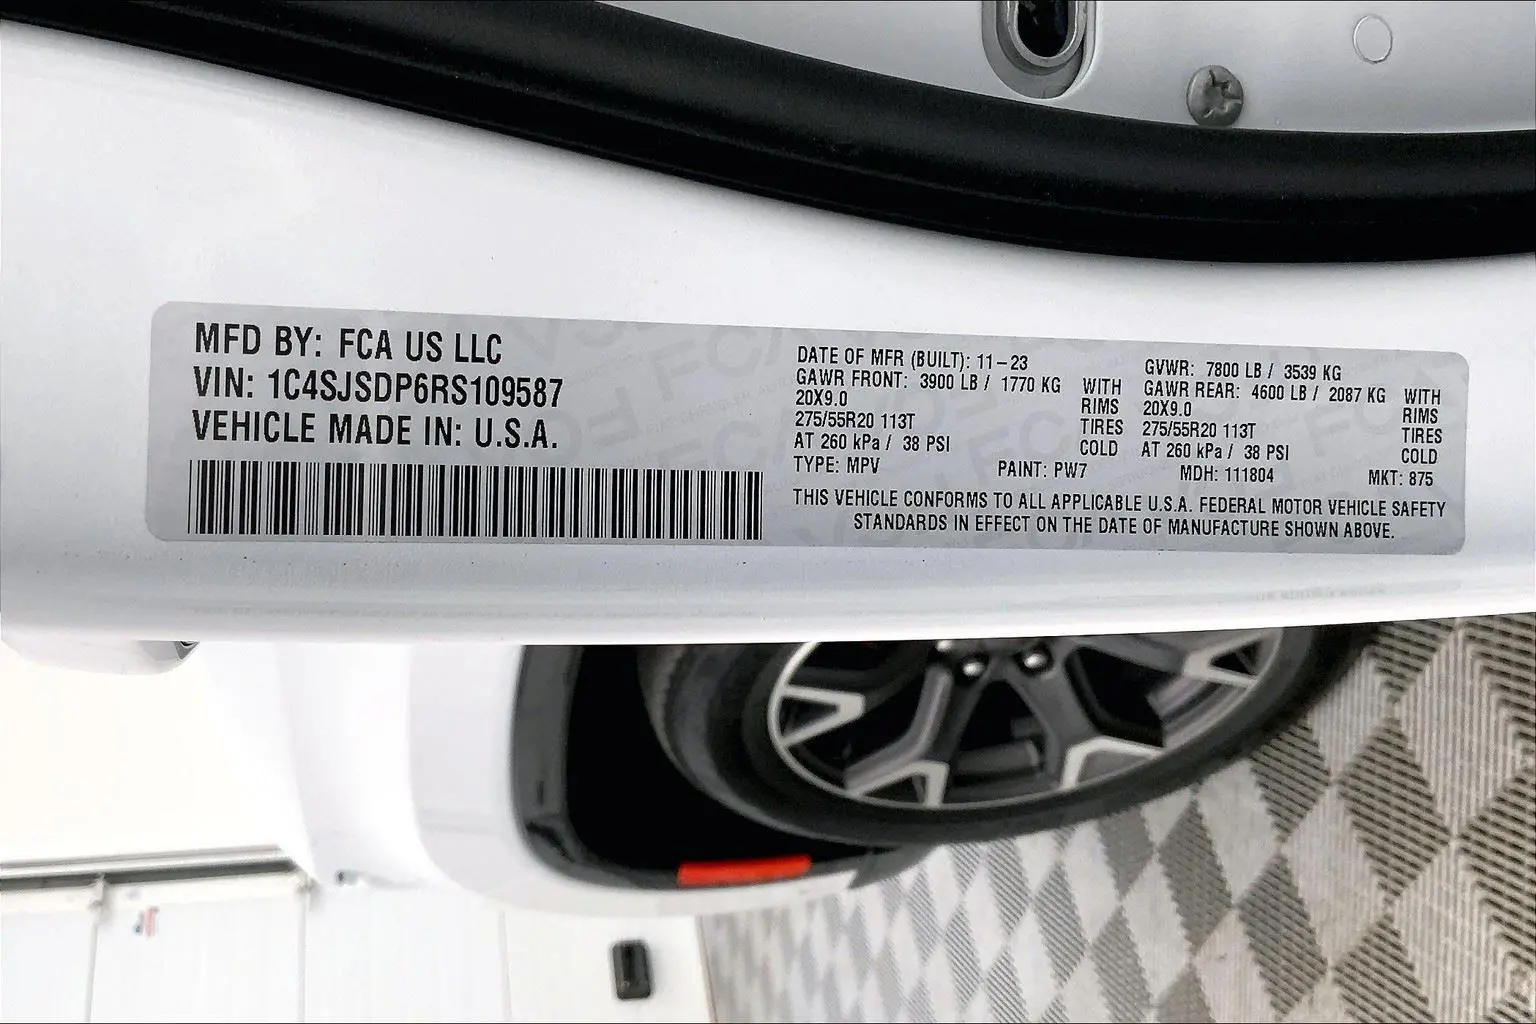 MFD BY: FCA US LLC
VIN: 1C4SJSDP6RS109587
VEHICLE MADE IN: U.S.A.
DATE OF MFR (BUILT): 11-23
GAWR FRONT: 3900 LB / 1770 KG WITH
20X9.0 RIMS
275/55R20 113T TIRES
AT 260 kPa / 38 PSI COLD
GVWR: 7800 LB / 3539 KG
GAWR REAR: 4600 LB / 2087 KG WITH
20X9.0 RIMS
275/55R20 113T TIRES
AT 260 kPa / 38 PSI COLD
TYPE: MPV PAINT: PW7 MDH: 111804 MKT: 875
THIS VEHICLE CONFORMS TO ALL APPLICABLE U.S.A. FEDERAL MOTOR VEHICLE SAFETY
STANDARDS IN EFFECT ON THE DATE OF MANUFACTURE SHOWN ABOVE.